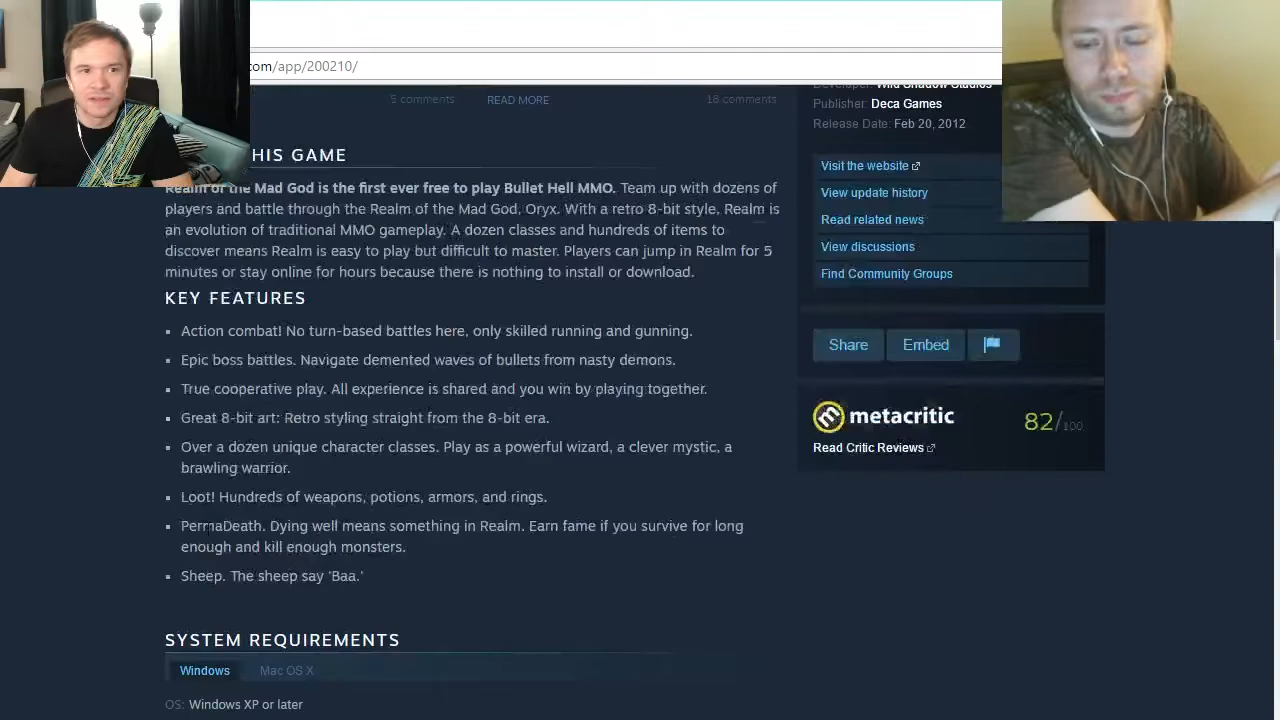 com/app/200210/
5 comments READ MORE 18 comments
HIS GAME
Realm of the Mad God is the first ever free to play Bullet Hell MMO. Team up with dozens of
players and battle through the Realm of the Mad God, Oryx. With a retro 8-bit style, Realm is
an evolution of traditional MMO gameplay. A dozen classes and hundreds of items to
discover means Realm is easy to play but difficult to master. Players can jump in Realm for 5
minutes or stay online for hours because there is nothing to install or download.
KEY FEATURES
Action combat! No turn-based battles here, only skilled running and gunning.
Epic boss battles. Navigate demented waves of bullets from nasty demons.
True cooperative play. All experience is shared and you win by playing together.
Great 8-bit art: Retro styling straight from the 8-bit era.
Over a dozen unique character classes. Play as a powerful wizard, a clever mystic, a
brawling warrior.
Loot! Hundreds of weapons, potions, armors, and rings.
PermaDeath. Dying well means something in Realm. Earn fame if you survive for long
enough and kill enough monsters.
Sheep. The sheep say 'Baa.'
SYSTEM REQUIREMENTS
Windows Mac OS X
OS: Windows XP or later
Developer: Wild Shadow Studios
Publisher: Deca Games
Release Date: Feb 20, 2012
Visit the website
View update history
Read related news
View discussions
Find Community Groups
Share Embed
metacritic 82/100
Read Critic Reviews